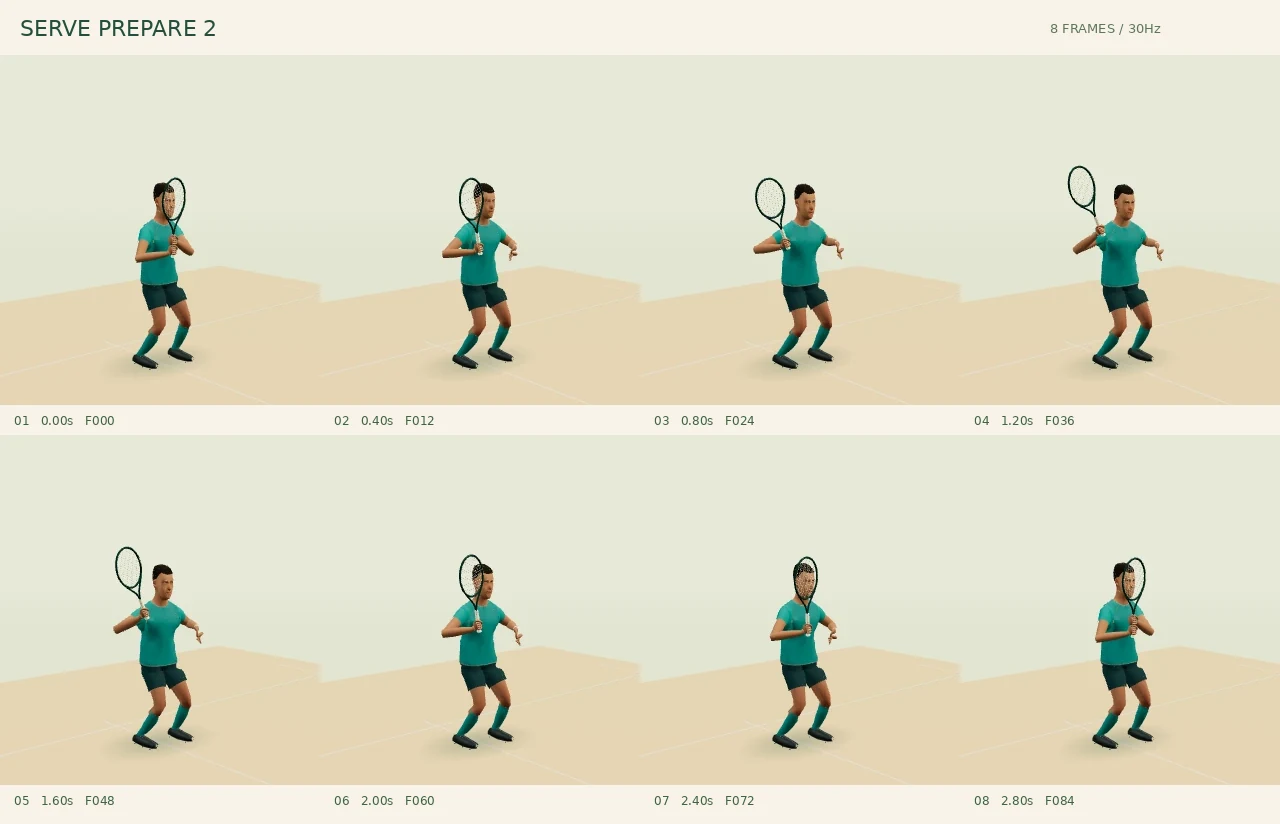 SERVE PREPARE 2
8 FRAMES / 30Hz
01 0.00s F000
02 0.40s F012
03 0.80s F024
04 1.20s F036
05 1.60s F048
06 2.00s F060
07 2.40s F072
08 2.80s F084